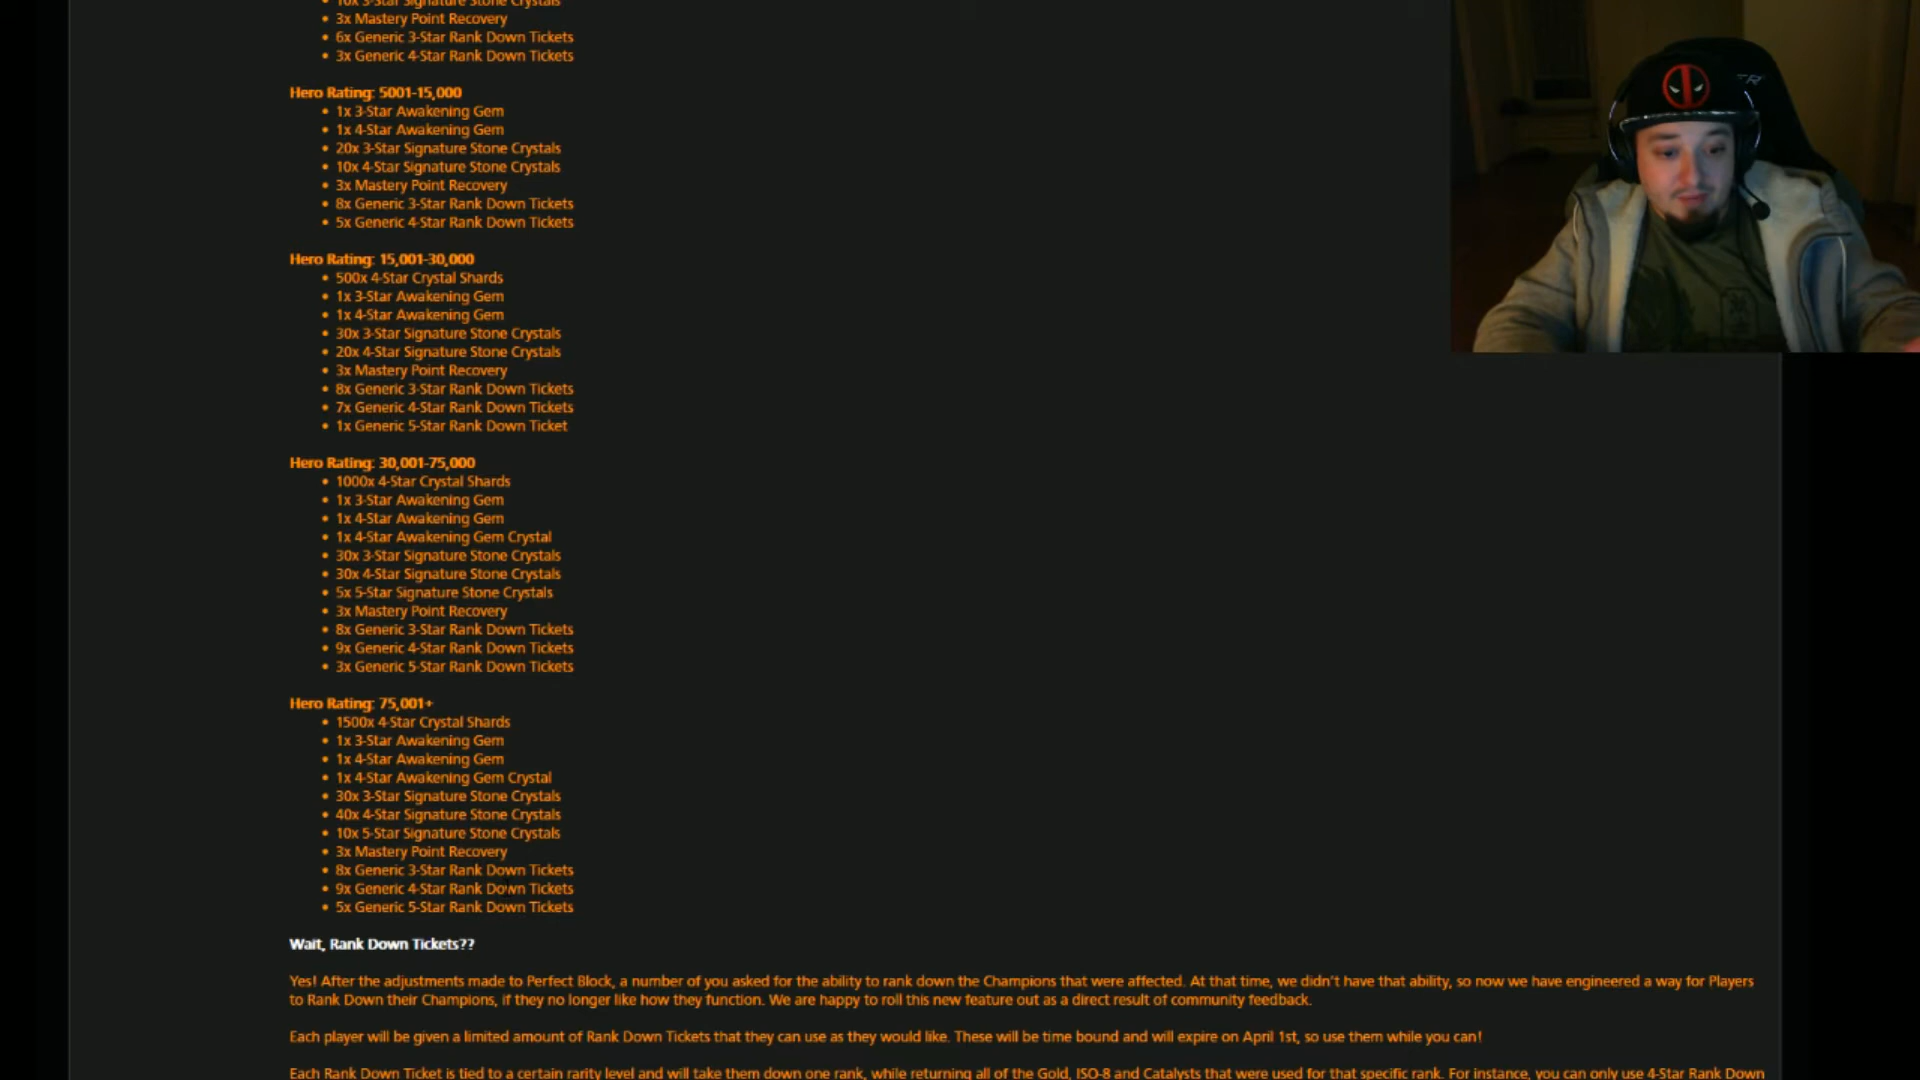 10x 3-Star Signature Stone Crystals
3x Mastery Point Recovery
6x Generic 3-Star Rank Down Tickets
3x Generic 4-Star Rank Down Tickets
Hero Rating: 5001-15,000
1x 3-Star Awakening Gem
1x 4-Star Awakening Gem
20x 3-Star Signature Stone Crystals
10x 4-Star Signature Stone Crystals
3x Mastery Point Recovery
8x Generic 3-Star Rank Down Tickets
5x Generic 4-Star Rank Down Tickets
Hero Rating: 15,001-30,000
500x 4-Star Crystal Shards
1x 3-Star Awakening Gem
1x 4-Star Awakening Gem
30x 3-Star Signature Stone Crystals
20x 4-Star Signature Stone Crystals
3x Mastery Point Recovery
8x Generic 3-Star Rank Down Tickets
7x Generic 4-Star Rank Down Tickets
1x Generic 5-Star Rank Down Ticket
Hero Rating: 30,001-75,000
1000x 4-Star Crystal Shards
1x 3-Star Awakening Gem
1x 4-Star Awakening Gem
1x 4-Star Awakening Gem Crystal
30x 3-Star Signature Stone Crystals
30x 4-Star Signature Stone Crystals
5x 5-Star Signature Stone Crystals
3x Mastery Point Recovery
8x Generic 3-Star Rank Down Tickets
9x Generic 4-Star Rank Down Tickets
3x Generic 5-Star Rank Down Tickets
Hero Rating: 75,001+
1500x 4-Star Crystal Shards
1x 3-Star Awakening Gem
1x 4-Star Awakening Gem
1x 4-Star Awakening Gem Crystal
30x 3-Star Signature Stone Crystals
40x 4-Star Signature Stone Crystals
10x 5-Star Signature Stone Crystals
3x Mastery Point Recovery
8x Generic 3-Star Rank Down Tickets
9x Generic 4-Star Rank Down Tickets
5x Generic 5-Star Rank Down Tickets
Wait, Rank Down Tickets??
Yes! After the adjustments made to Perfect Block, a number of you asked for the ability to rank down the Champions that were affected. At that time, we didn't have that ability, so now we have engineered a way for Players
to Rank Down their Champions, if they no longer like how they function. We are happy to roll this new feature out as a direct result of community feedback.
Each player will be given a limited amount of Rank Down Tickets that they can use as they would like. These will be time bound and will expire on April 1st, so use them while you can!
Each Rank Down Ticket is tied to a certain rarity level and will take them down one rank, while returning all of the Gold, ISO-8 and Catalysts that were used for that specific rank. For instance, you can only use 4-Star Rank Down